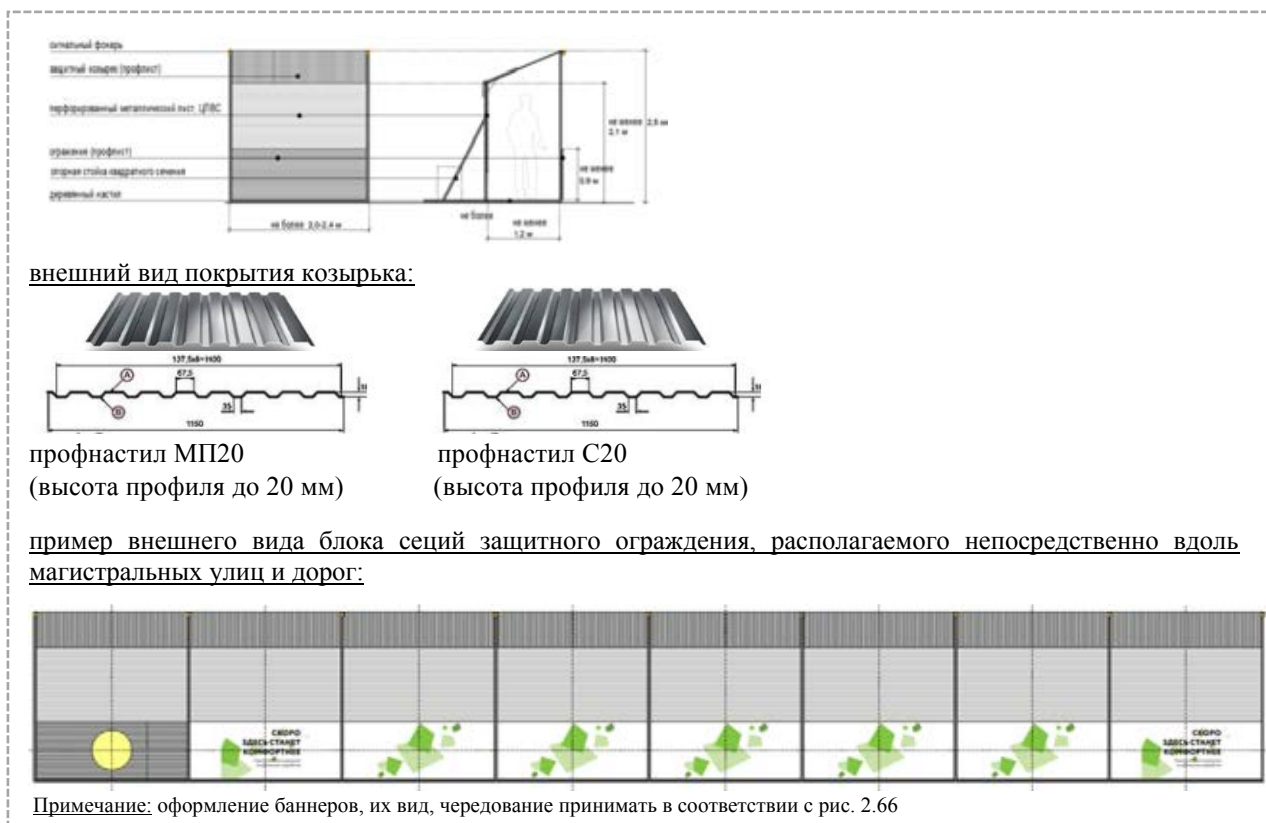 сигнальный фонарь
защитный козырек (профлист)
перфорированный металлический лист, ЦПВС
ограждение (профлист)
опорная стойка квадратного сечения
деревянный настил
не более 2,0-2,4 м
не более
не менее
1,2 м
не менее
0,9 м
не менее
2,1 м
2,5 м
внешний вид покрытия козырька:
137,5х8=1100
67,5
A
B
35
1150
137,5х8=1100
67,5
A
B
35
1150
профнастил МП20
(высота профиля до 20 мм)
профнастил С20
(высота профиля до 20 мм)
пример внешнего вида блока сеций защитного ограждения, располагаемого непосредственно вдоль
магистральных улиц и дорог:
СКОРО
ЗДЕСЬ СТАНЕТ
КОМФОРТНЕЕ
СКОРО
ЗДЕСЬ СТАНЕТ
КОМФОРТНЕЕ
Примечание: оформление баннеров, их вид, чередование принимать в соответствии с рис. 2.66